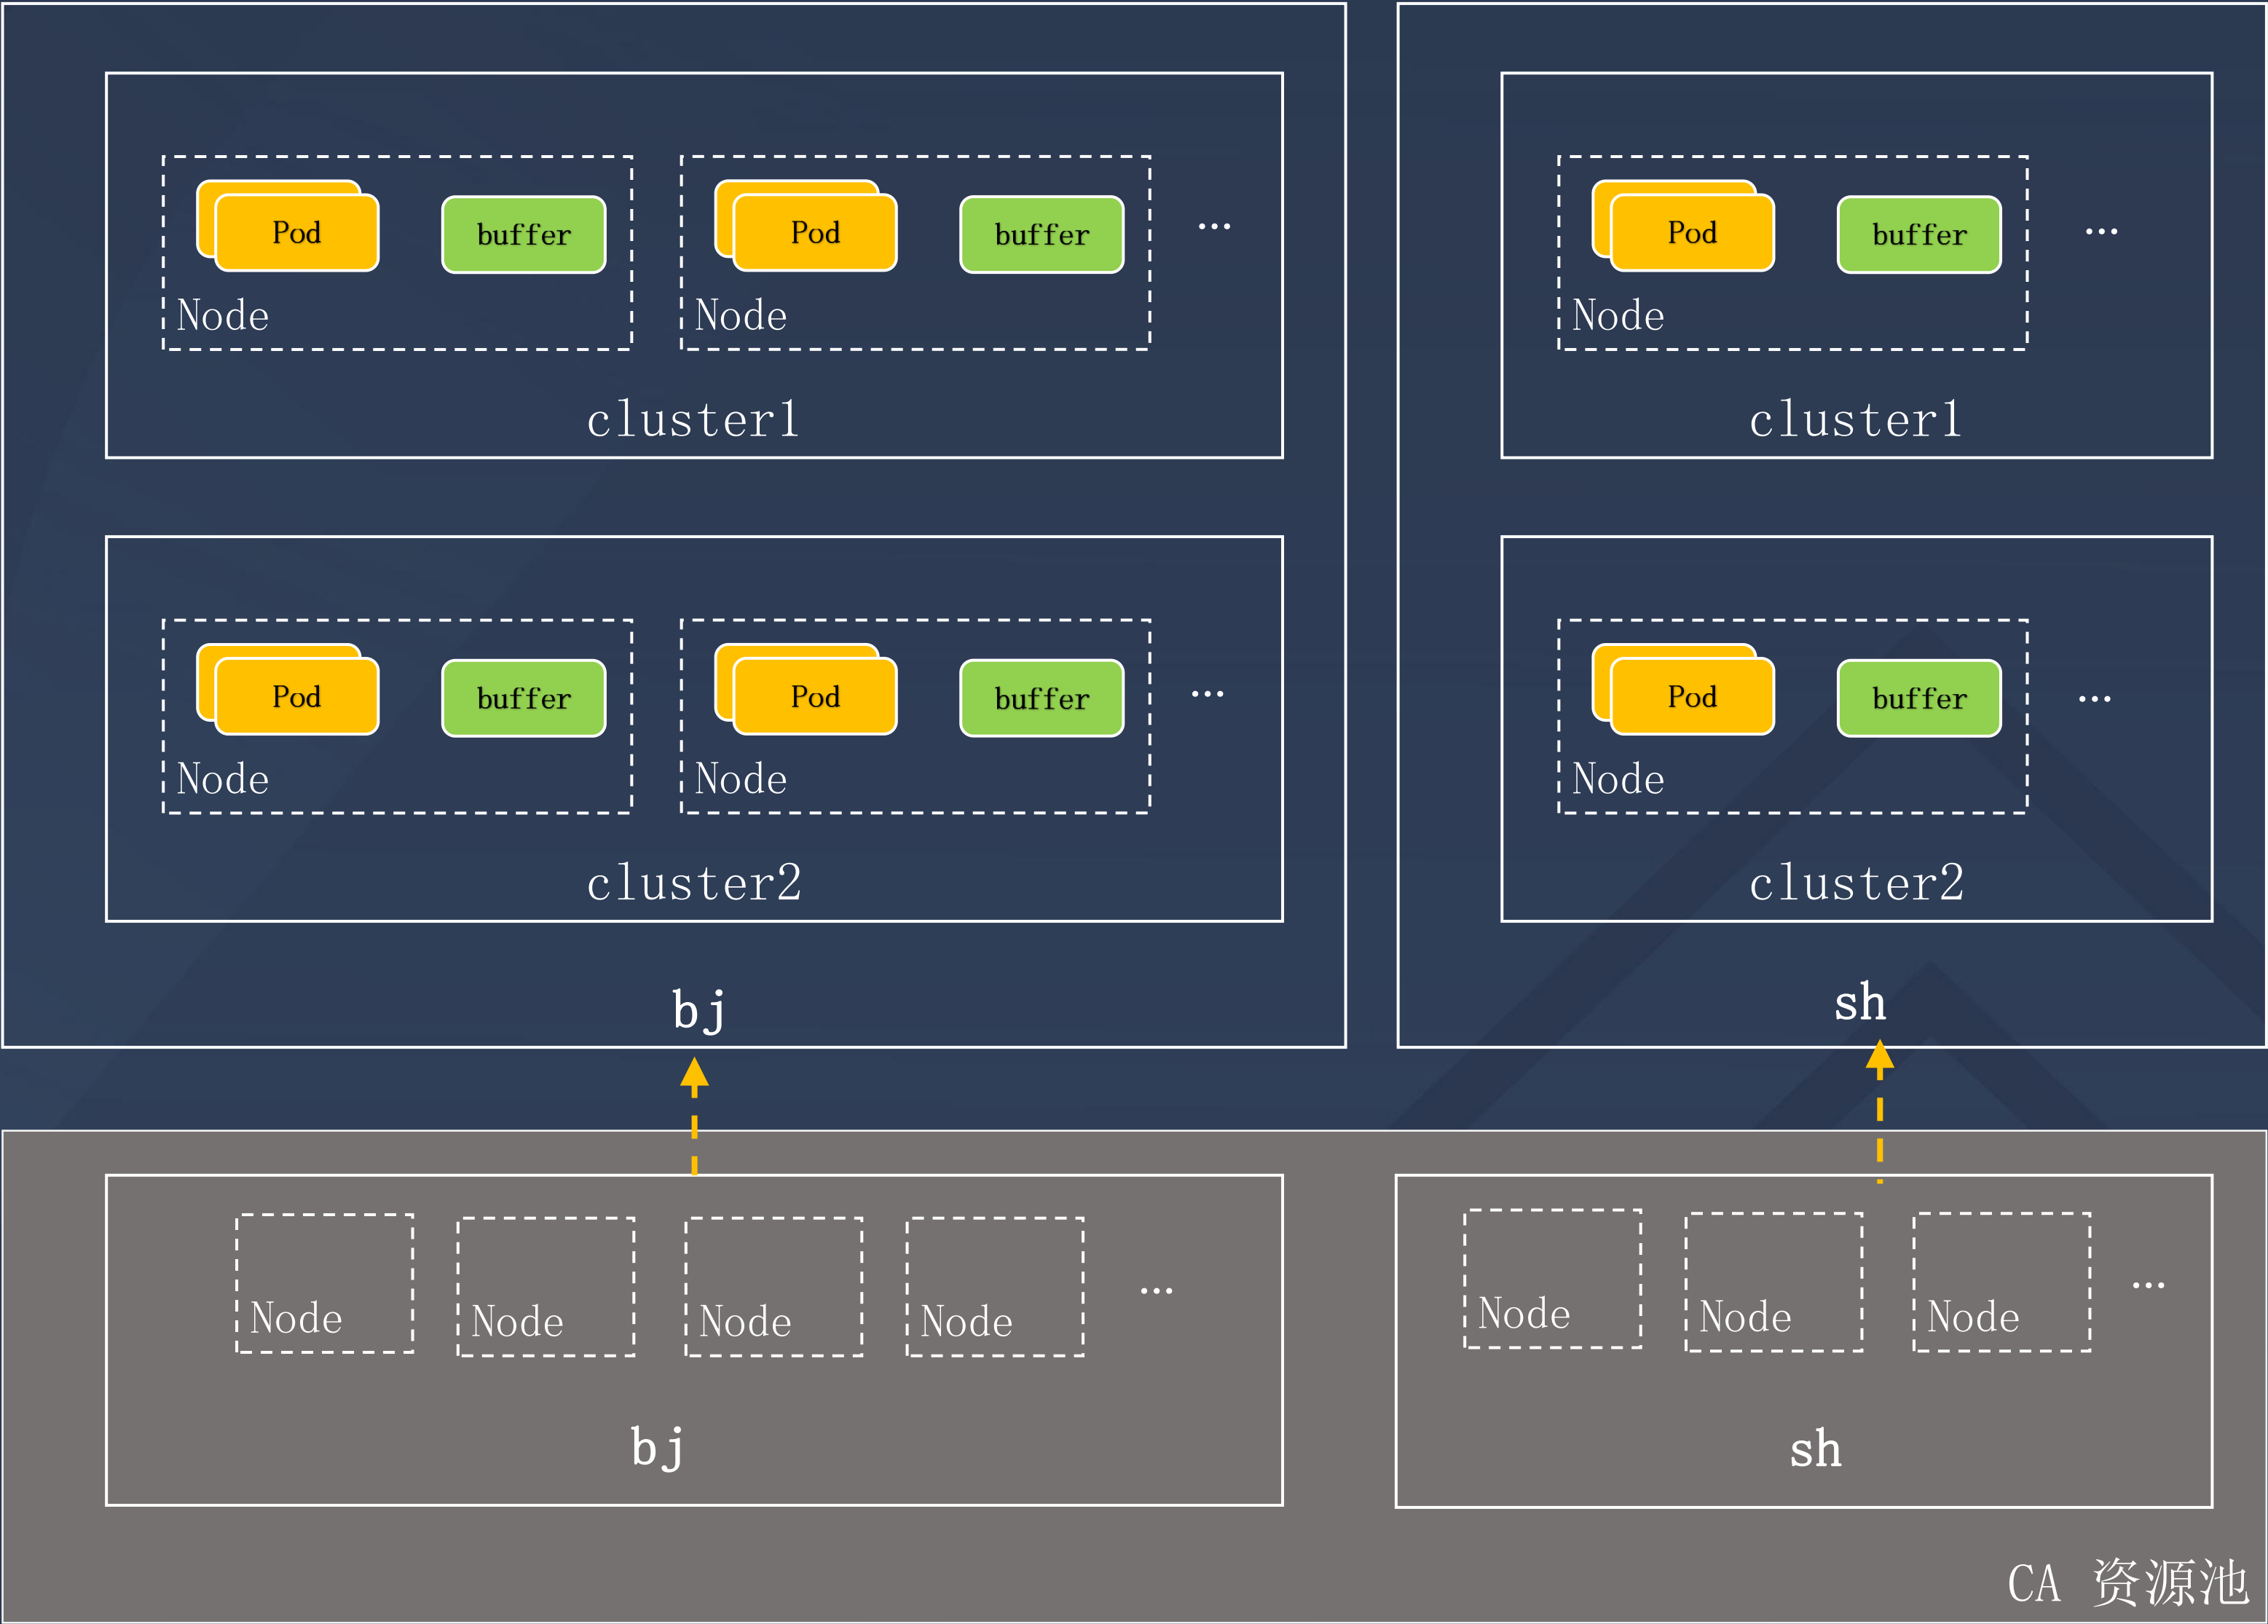 Pod
buffer
Node
Pod
buffer
Node
...
cluster1
Pod
buffer
Node
...
cluster1
Pod
buffer
Node
Pod
buffer
Node
...
cluster2
Pod
buffer
Node
...
cluster2
bj
sh
Node
Node
Node
Node
...
bj
Node
Node
Node
...
sh
CA 资源池